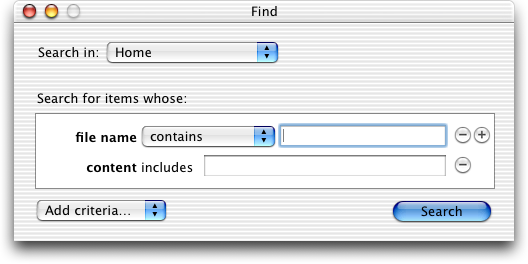 Find
Search in: Home
Search for items whose:
file name contains
content includes
Add criteria...
Search